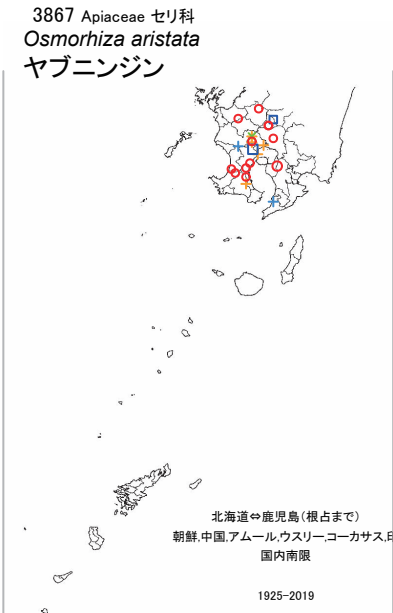 3867 Apiaceae セリ科
Osmorhiza aristata
ヤブニンジン
北海道⇔鹿児島(根占まで)
朝鮮,中国,アムール,ウスリー,コーカサス,
国内南限
1925-2019